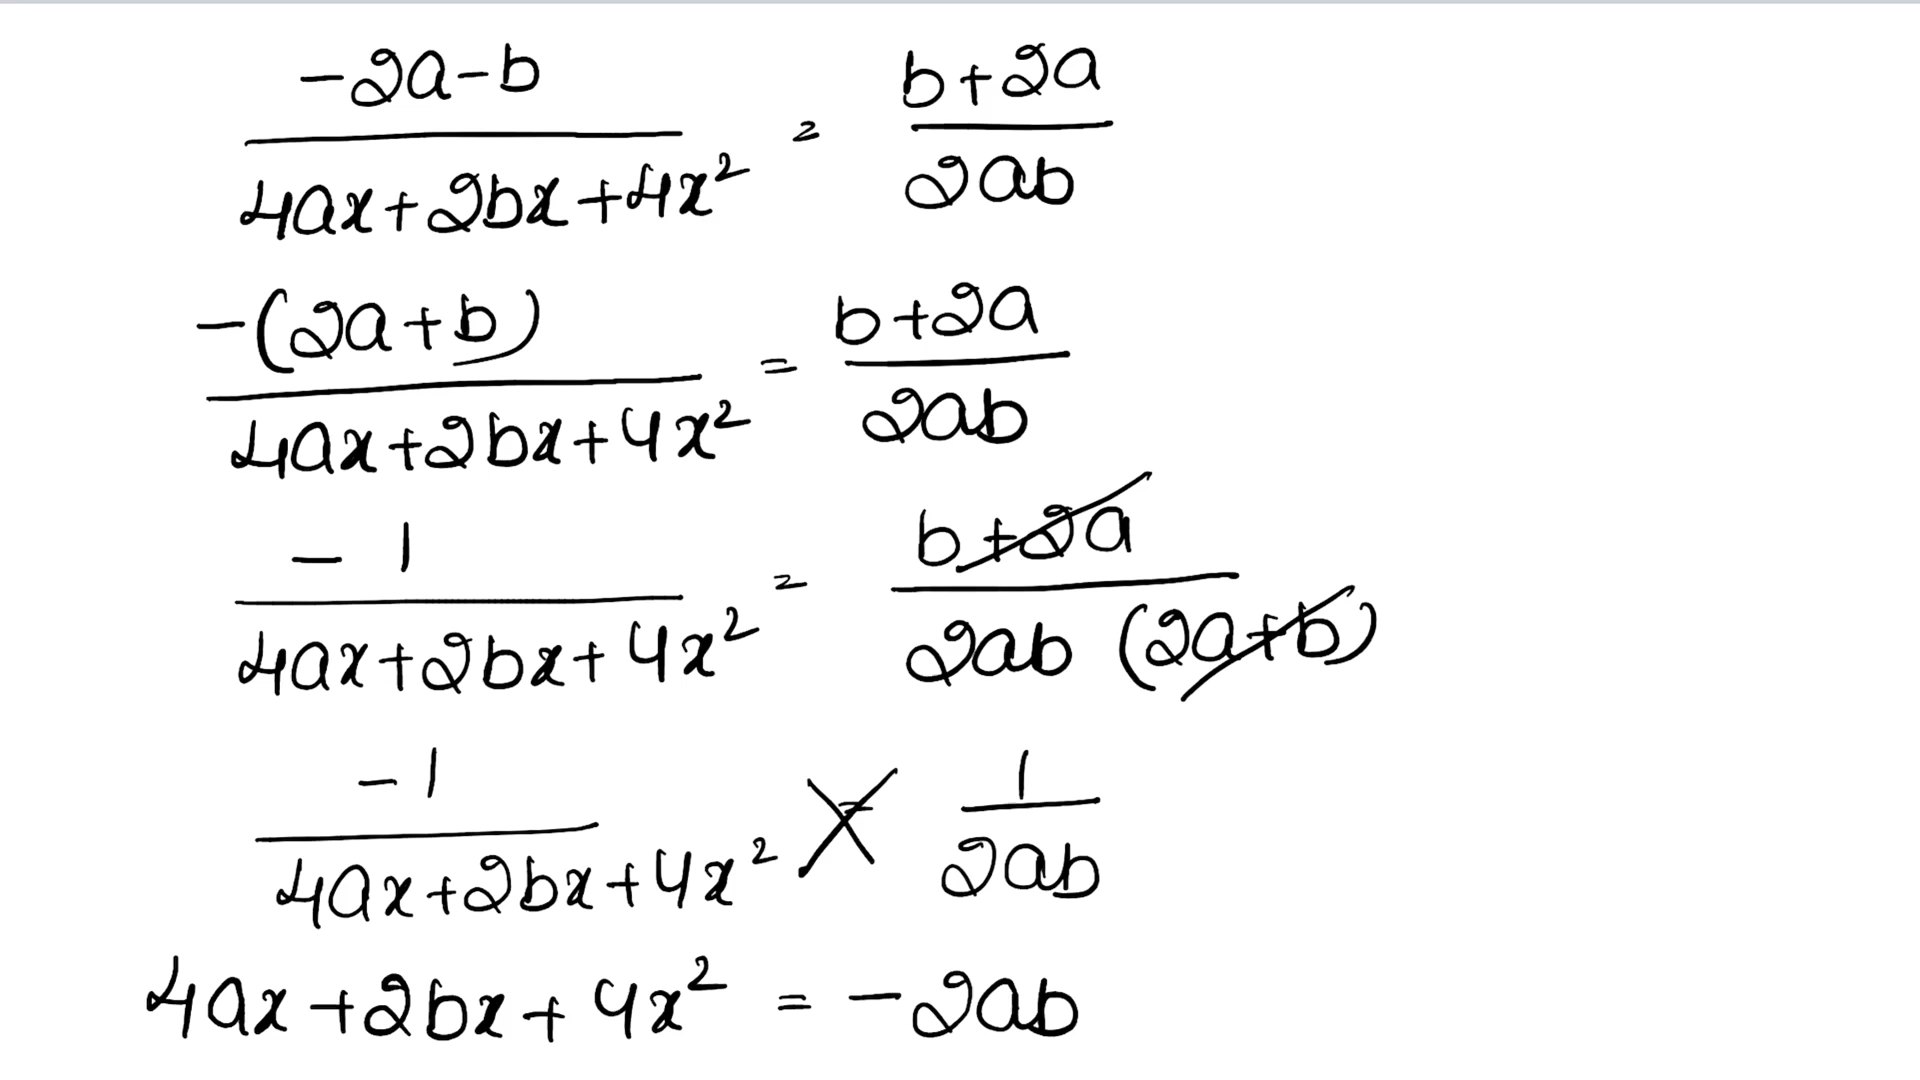 (-2a-b)/(4ax+2bx+4x²) = (b+2a)/(2ab)
-(2a+b)/(4ax+2bx+4x²) = (b+2a)/(2ab)
-1/(4ax+2bx+4x²) = (b+2a)/(2ab (2a+b))
-1/(4ax+2bx+4x²) = 1/(2ab)
4ax+2bx+4x² = -2ab